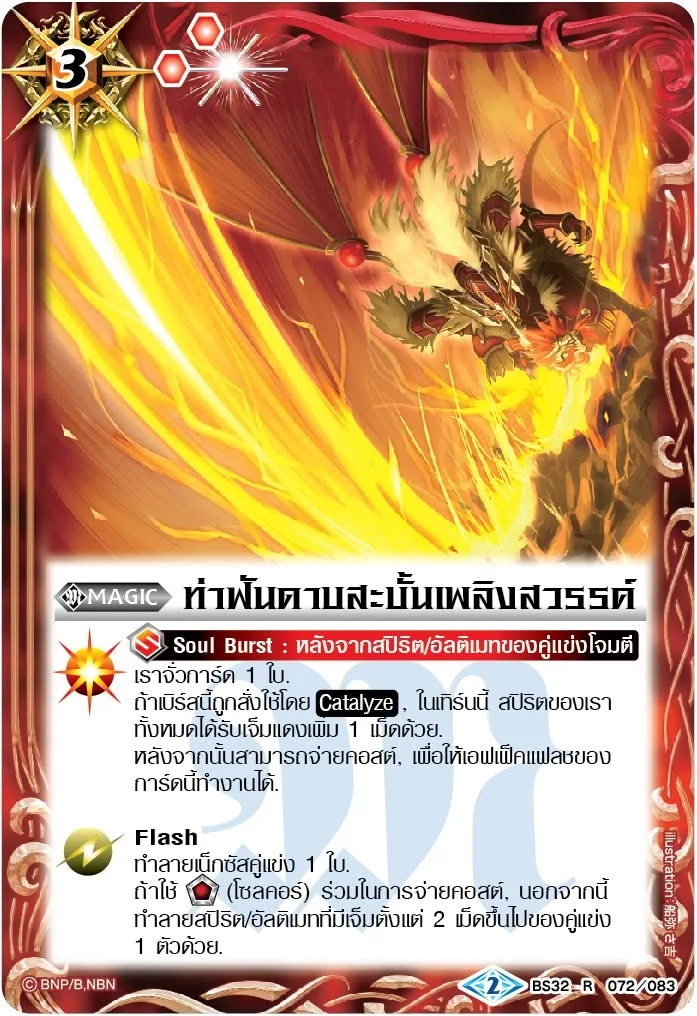 3
MAGIC ท่าฟันดาบสะบั้นเพลิงสวรรค์
S Soul Burst : หลังจากสปิริต/อัลติเมทของคู่แข่งโจมตี
เราจั่วการ์ด 1 ใบ.
ถ้าเบิร์สนี้ถูกสั่งใช้โดย Catalyze , ในเทิร์นนี้ สปิริตของเรา
ทั้งหมดได้รับเจ็มแดงเพิ่ม 1 เม็ดด้วย.
หลังจากนั้นสามารถจ่ายคอสต์, เพื่อให้เอฟเฟ็คแฟลชของ
การ์ดนี้ทำงานได้.
Flash
ทำลายเน็กซัสคู่แข่ง 1 ใบ.
ถ้าใช้ (โซลคอร์) ร่วมในการจ่ายคอสต์, นอกจากนี้
ทำลายสปิริต/อัลติเมทที่มีเจ็มตั้งแต่ 2 เม็ดขึ้นไปของคู่แข่ง
1 ตัวด้วย.
illustration : 船弥さ吉
©BNP/B,NBN
2 BS32 R 072/083